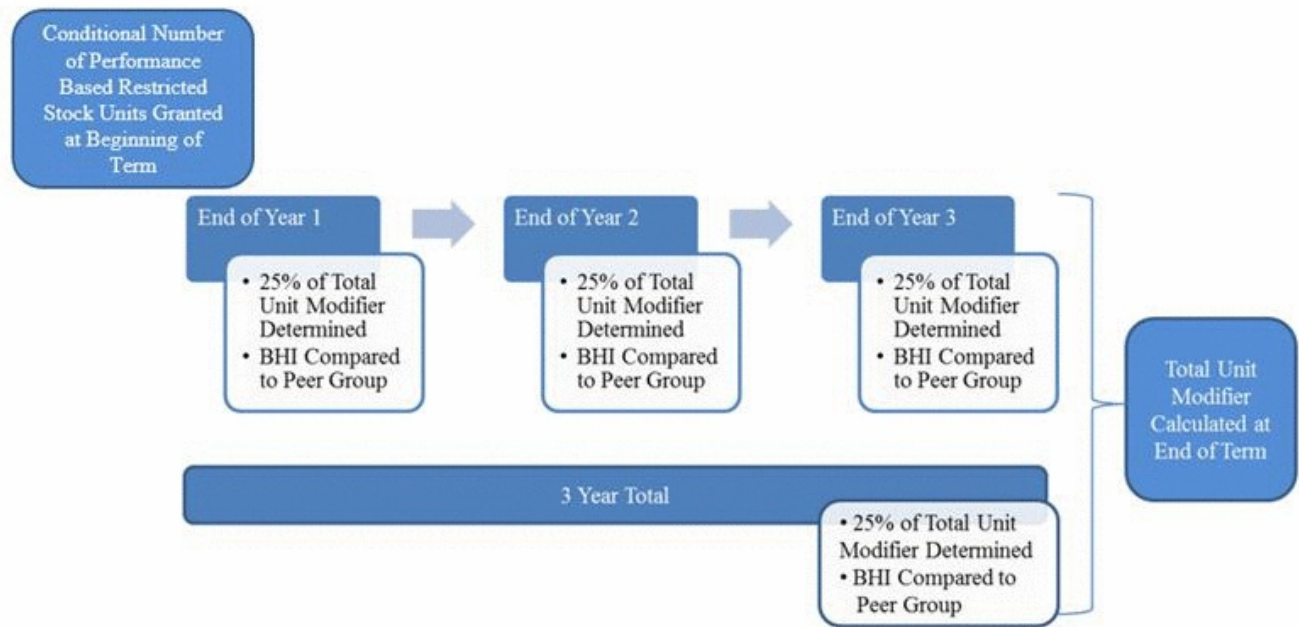 Conditional Number
of Performance
Based Restricted
Stock Units Granted
at Beginning of
Term
End of Year 1
• 25% of Total
Unit Modifier
Determined
• BHI Compared
to Peer Group
End of Year 2
• 25% of Total
Unit Modifier
Determined
• BHI Compared
to Peer Group
End of Year 3
• 25% of Total
Unit Modifier
Determined
• BHI Compared
to Peer Group
3 Year Total
• 25% of Total Unit
Modifier Determined
• BHI Compared to
Peer Group
Total Unit
Modifier
Calculated at
End of Term